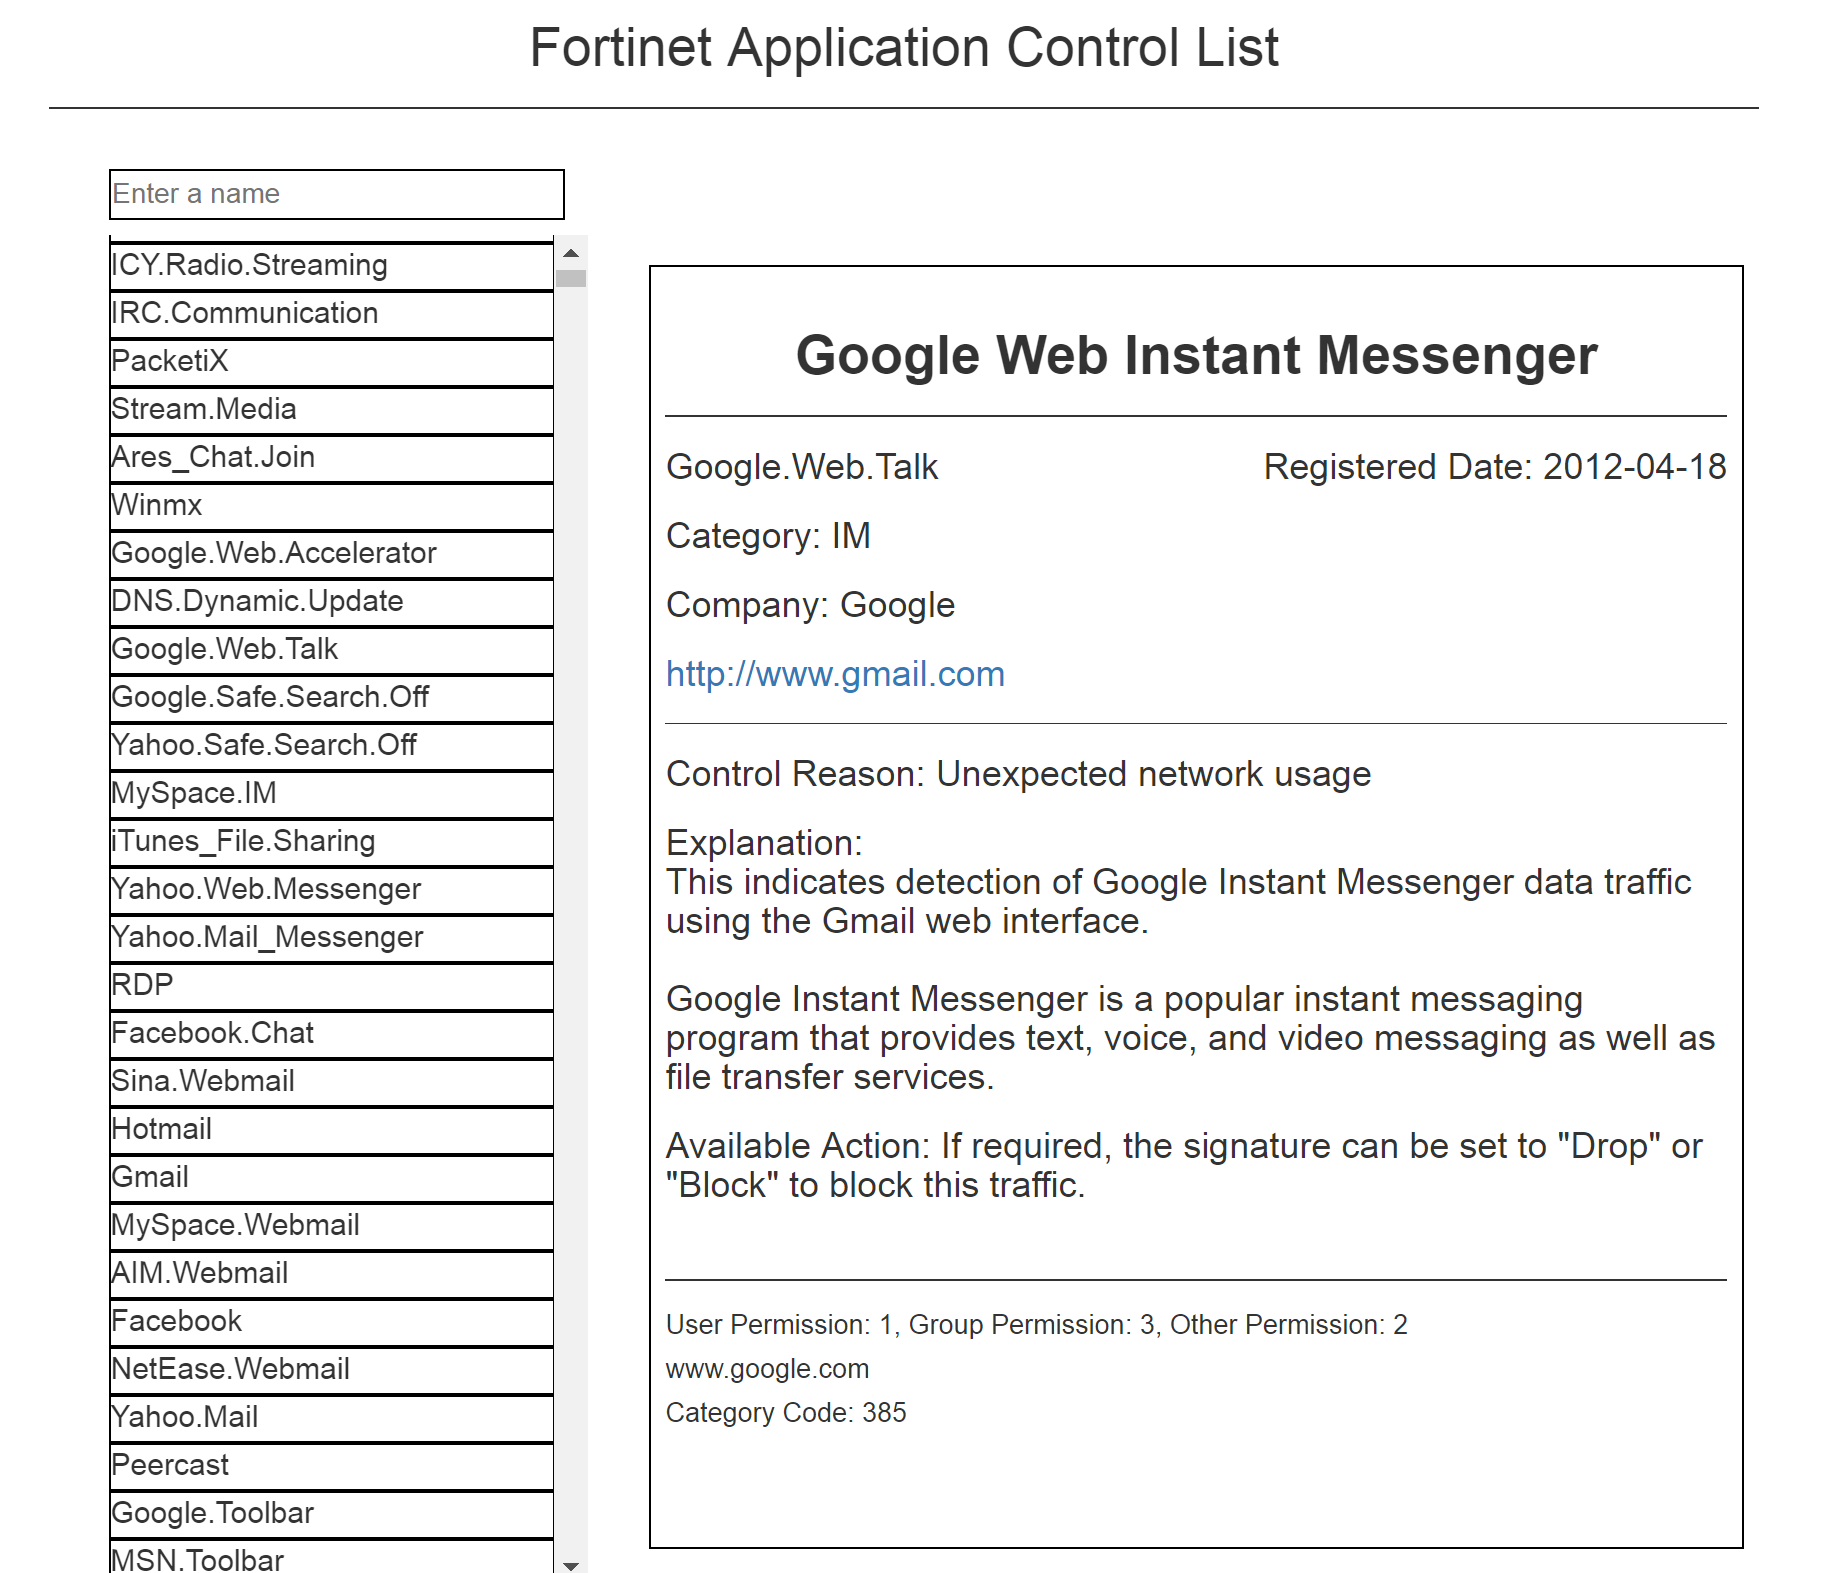 Fortinet Application Control List
Enter a name
ICY.Radio.Streaming
IRC.Communication
PacketiX
Stream.Media
Ares_Chat.Join
Winmx
Google.Web.Accelerator
DNS.Dynamic.Update
Google.Web.Talk
Google.Safe.Search.Off
Yahoo.Safe.Search.Off
MySpace.IM
iTunes_File.Sharing
Yahoo.Web.Messenger
Yahoo.Mail_Messenger
RDP
Facebook.Chat
Sina.Webmail
Hotmail
Gmail
MySpace.Webmail
AIM.Webmail
Facebook
NetEase.Webmail
Yahoo.Mail
Peercast
Google.Toolbar
MSN.Toolbar
Google Web Instant Messenger
Google.Web.Talk Registered Date: 2012-04-18
Category: IM
Company: Google
http://www.gmail.com
Control Reason: Unexpected network usage
Explanation:
This indicates detection of Google Instant Messenger data traffic
using the Gmail web interface.
Google Instant Messenger is a popular instant messaging
program that provides text, voice, and video messaging as well as
file transfer services.
Available Action: If required, the signature can be set to "Drop" or
"Block" to block this traffic.
User Permission: 1, Group Permission: 3, Other Permission: 2
www.google.com
Category Code: 385